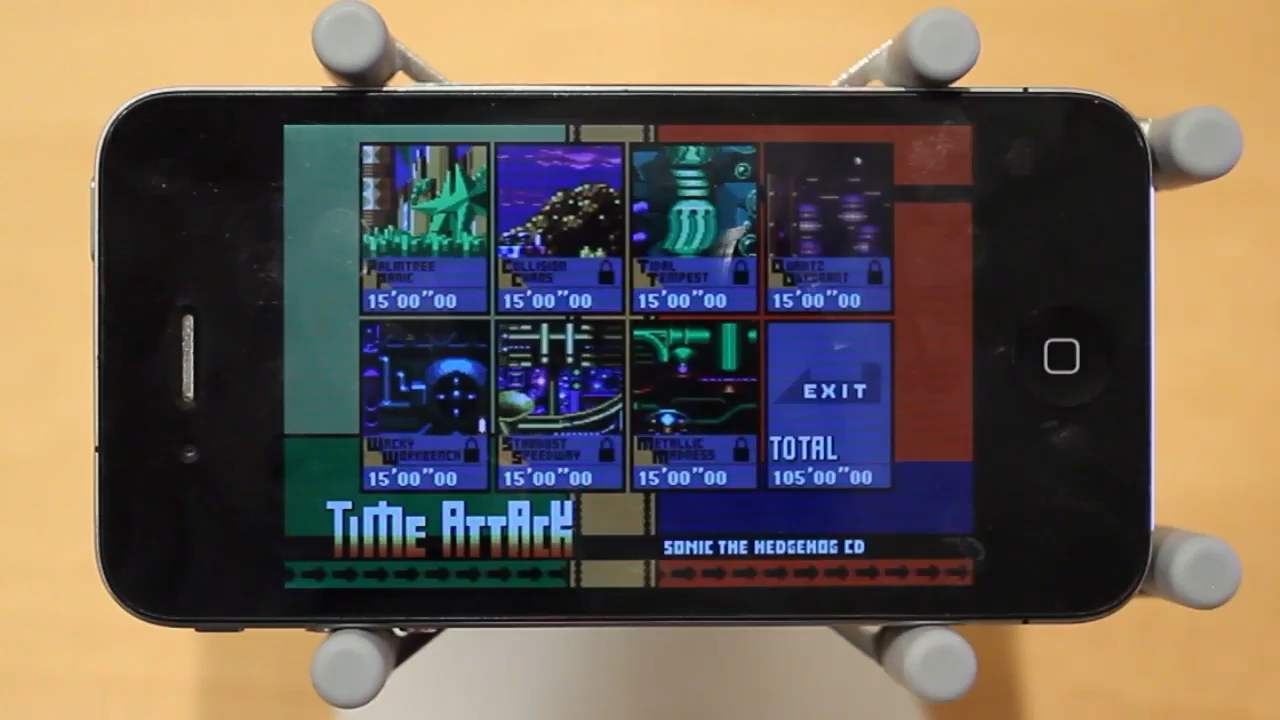 PALMTREE
PANIC
15'00"00
COLLISION
CHAOS
15'00"00
TIDAL
TEMPEST
15'00"00
QUARTZ
QUADRANT
15'00"00
WACKY
WORKBENCH
15'00"00
STARDUST
SPEEDWAY
15'00"00
METALLIC
MADNESS
15'00"00
EXIT
TOTAL
105'00"00
TIME ATTACK
SONIC THE HEDGEHOG CD